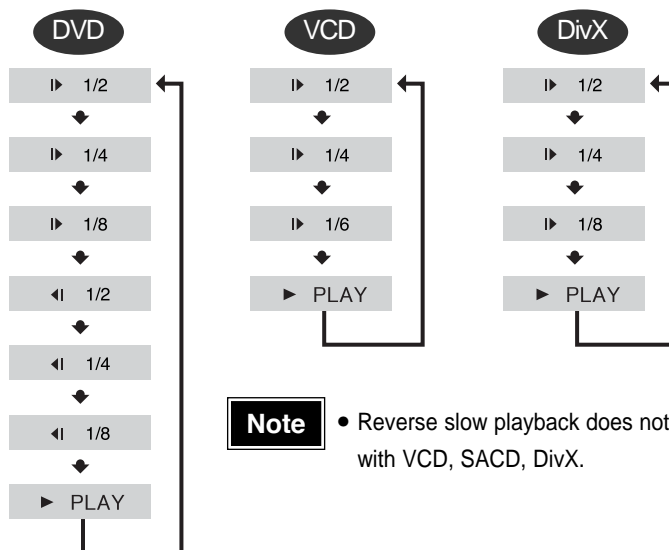 DVD
I▶ 1/2
I▶ 1/4
I▶ 1/8
◀I 1/2
◀I 1/4
◀I 1/8
► PLAY
VCD
I▶ 1/2
I▶ 1/4
I▶ 1/6
► PLAY
DivX
I▶ 1/2
I▶ 1/4
I▶ 1/8
► PLAY
Note
• Reverse slow playback does not
with VCD, SACD, DivX.